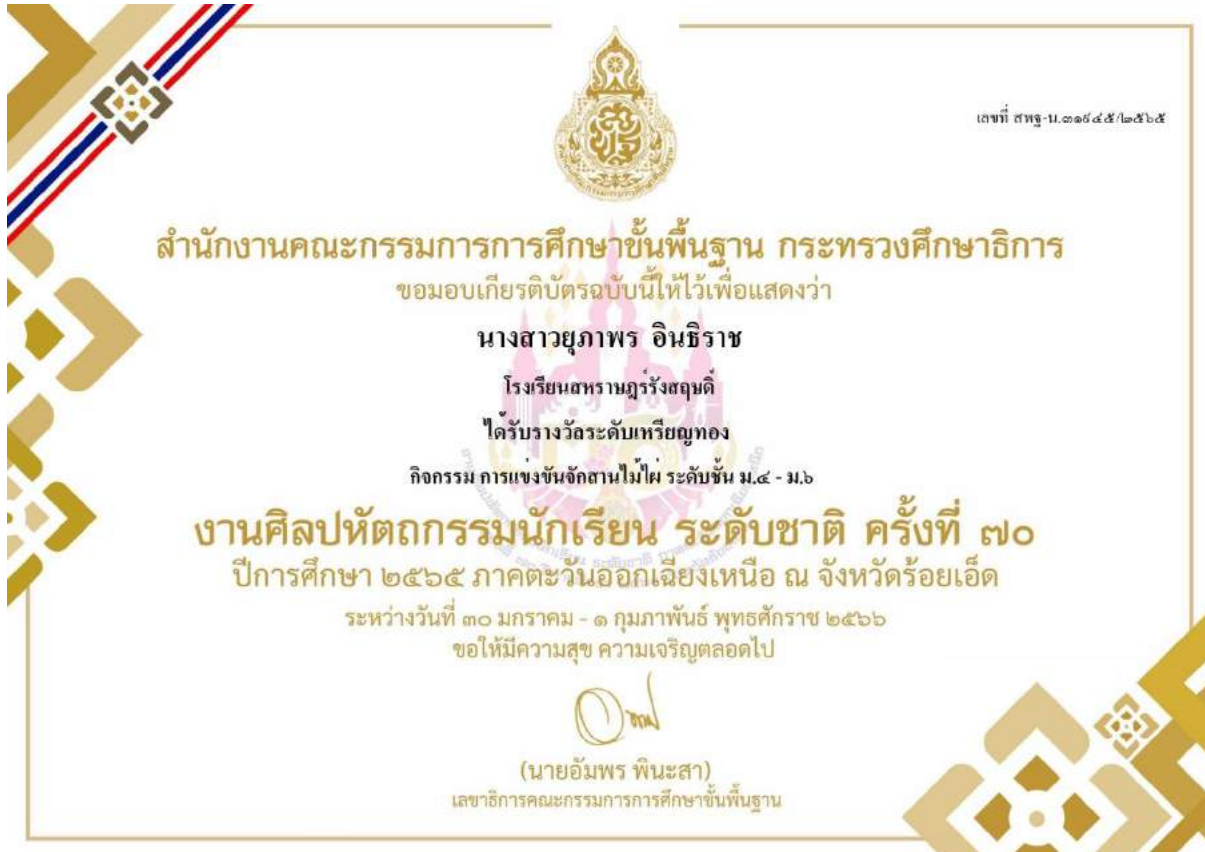 เลขที่ สพฐ-น.๓๑๙๔๕/๒๕๖๕
สำนักงานคณะกรรมการการศึกษาขั้นพื้นฐาน กระทรวงศึกษาธิการ
ขอมอบเกียรติบัตรฉบับนี้ให้ไว้เพื่อแสดงว่า
นางสาวยุภาพร อินธิราช
โรงเรียนสหราษฎร์รังสฤษดิ์
ได้รับรางวัลระดับเหรียญทอง
กิจกรรม การแข่งขันจักสานไม้ไผ่ ระดับชั้น ม.๔ - ม.๖
งานศิลปหัตถกรรมนักเรียน ระดับชาติ ครั้งที่ ๗๐
ปีการศึกษา ๒๕๖๕ ภาคตะวันออกเฉียงเหนือ ณ จังหวัดร้อยเอ็ด
ระหว่างวันที่ ๓๐ มกราคม - ๑ กุมภาพันธ์ พุทธศักราช ๒๕๖๖
ขอให้มีความสุข ความเจริญตลอดไป
(นายอัมพร พินะสา)
เลขาธิการคณะกรรมการการศึกษาขั้นพื้นฐาน